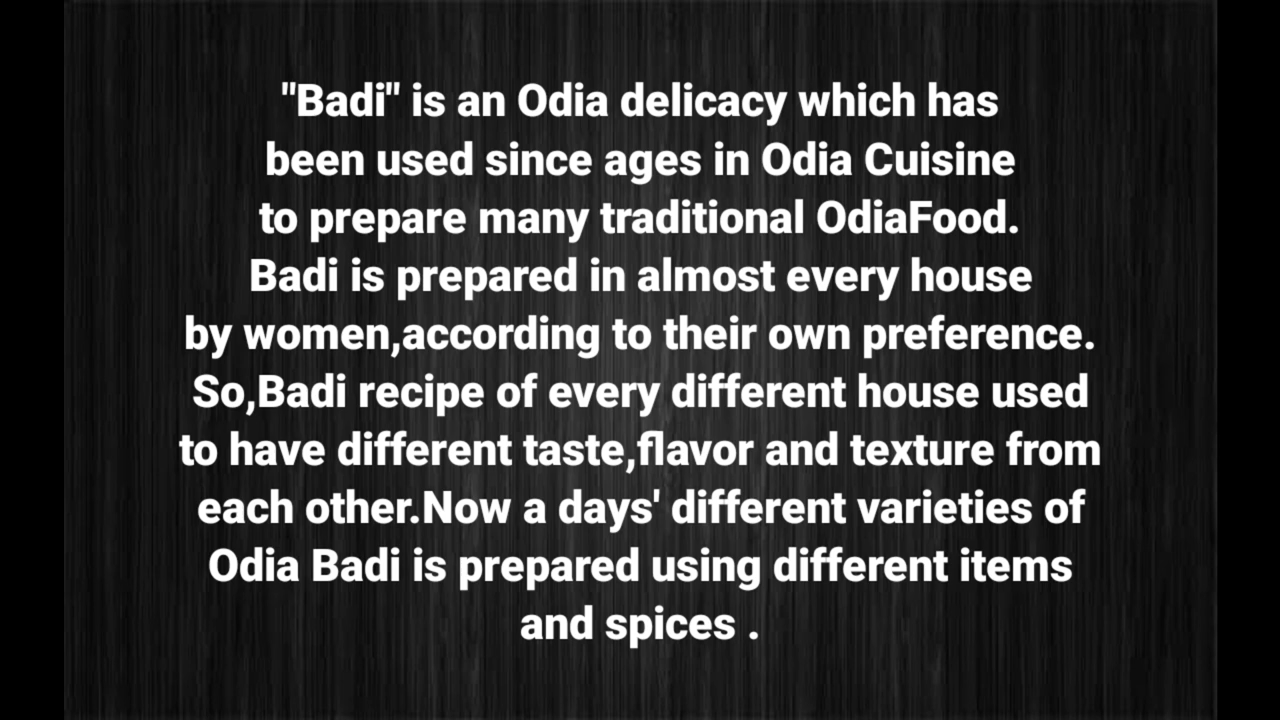 "Badi" is an Odia delicacy which has
been used since ages in Odia Cuisine
to prepare many traditional OdiaFood.
Badi is prepared in almost every house
by women,according to their own preference.
So,Badi recipe of every different house used
to have different taste,flavor and texture from
each other.Now a days' different varieties of
Odia Badi is prepared using different items
and spices .